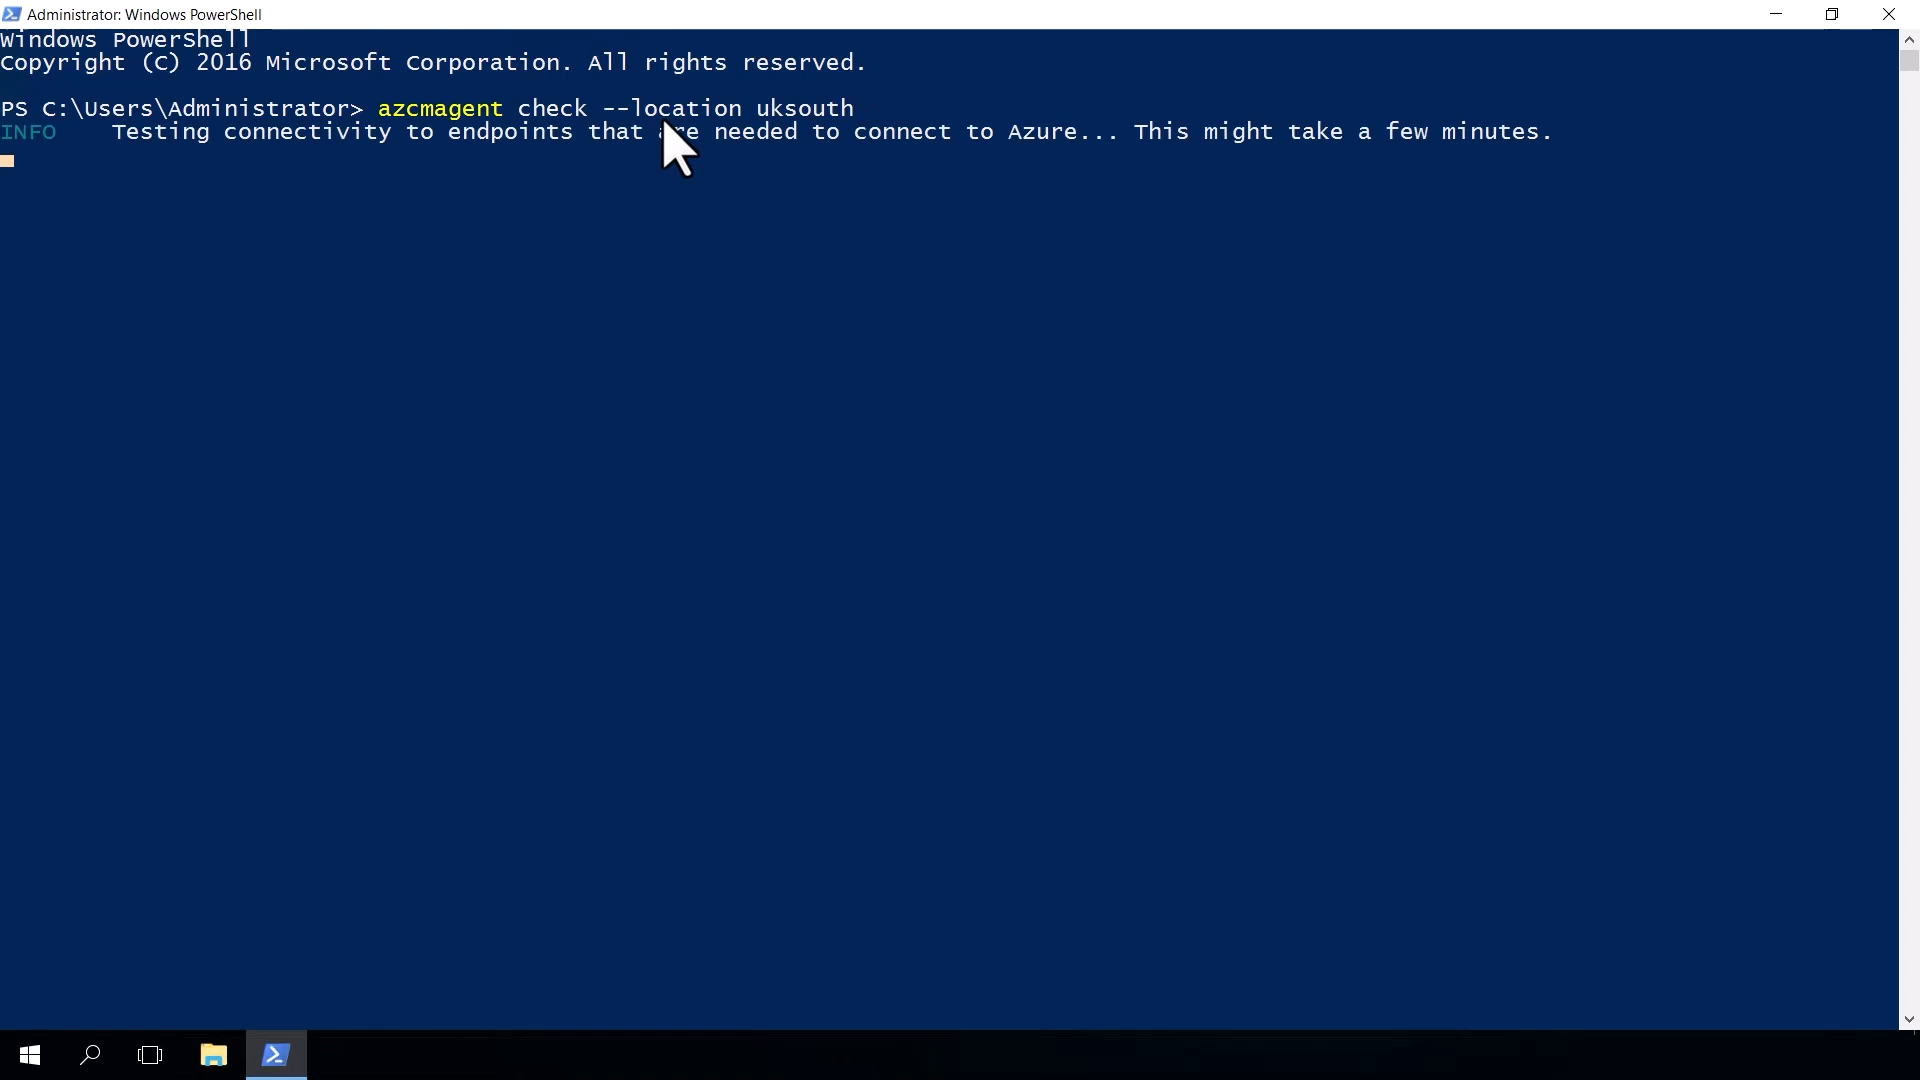 Administrator: Windows PowerShell
Windows PowerShell
Copyright (C) 2016 Microsoft Corporation. All rights reserved.
PS C:\Users\Administrator> azcmagent check --location uksouth
INFO    Testing connectivity to endpoints that are needed to connect to Azure... This might take a few minutes.